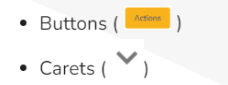 • Buttons ( Actions )
• Carets ( )